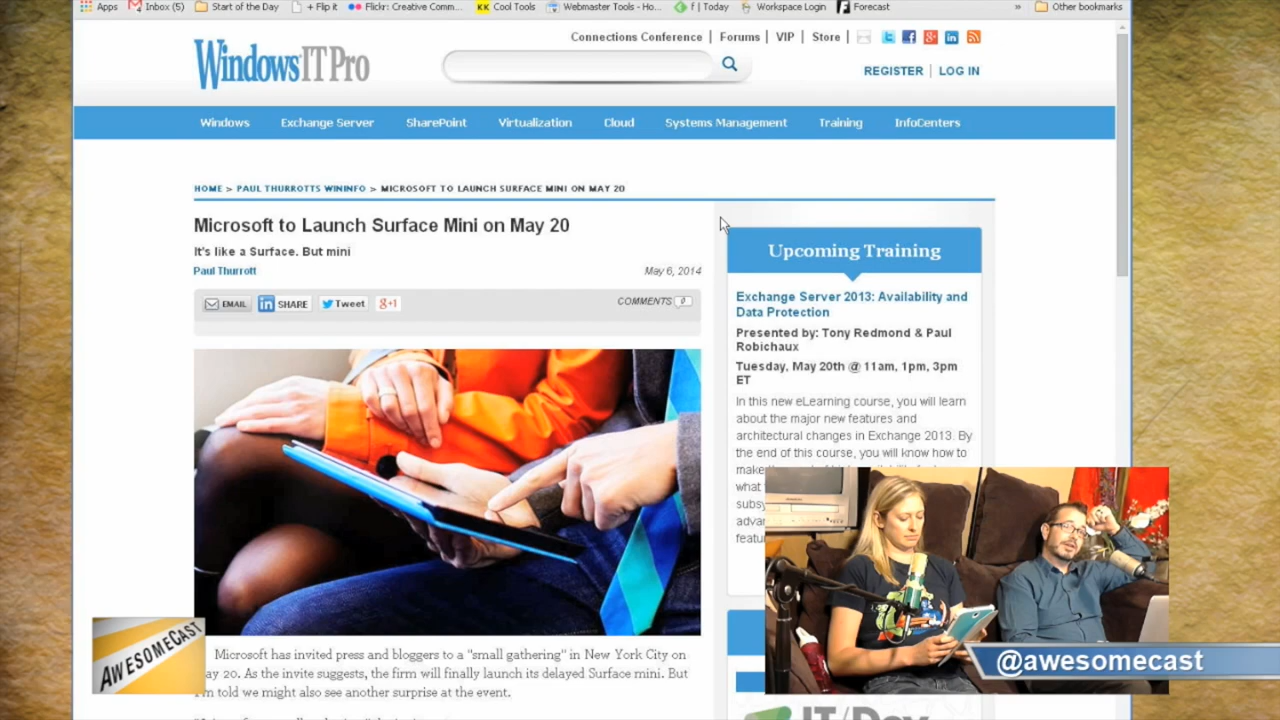 Apps Inbox (5) Start of the Day + Flip it Flickr: Creative Comm... KK Cool Tools Webmaster Tools - Ho... f | Today Workspace Login Forecast » Other bookmarks
Connections Conference | Forums | VIP | Store |
WindowsITPro
REGISTER | LOG IN
Windows Exchange Server SharePoint Virtualization Cloud Systems Management Training InfoCenters
HOME > PAUL THURROTTS WININFO > MICROSOFT TO LAUNCH SURFACE MINI ON MAY 20
Microsoft to Launch Surface Mini on May 20
It's like a Surface. But mini
Paul Thurrott May 6, 2014
EMAIL in SHARE Tweet g+1 COMMENTS 0
Microsoft has invited press and bloggers to a "small gathering" in New York City on
ay 20. As the invite suggests, the firm will finally launch its delayed Surface mini. But
I'm told we might also see another surprise at the event.
Upcoming Training
Exchange Server 2013: Availability and
Data Protection
Presented by: Tony Redmond & Paul
Robichaux
Tuesday, May 20th @ 11am, 1pm, 3pm
ET
In this new eLearning course, you will learn
about the major new features and
architectural changes in Exchange 2013. By
the end of this course, you will know how to
make
what
subs
adva
featu
IT/Dev
AWESOMECAST
@awesomecast